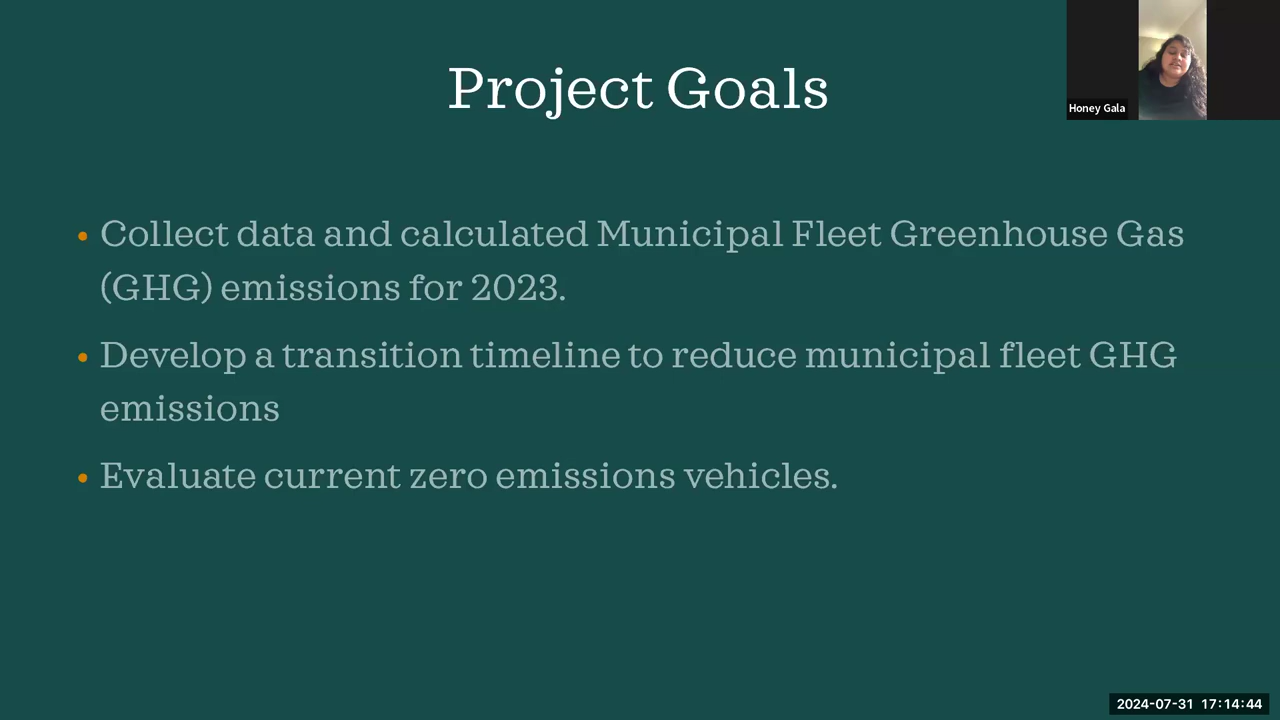 Project Goals
Honey Gala
• Collect data and calculated Municipal Fleet Greenhouse Gas
(GHG) emissions for 2023.
• Develop a transition timeline to reduce municipal fleet GHG
emissions
• Evaluate current zero emissions vehicles.
2024-07-31 17:14:44